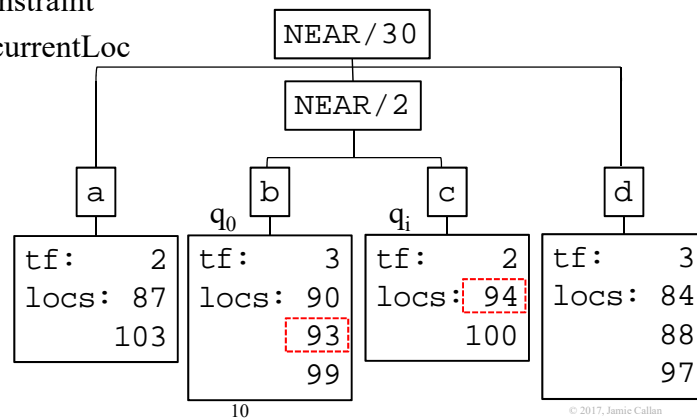 onstraint
currentLoc
NEAR/30
NEAR/2
a
b
c
d
q0
qi
tf: 2
locs: 87
103
tf: 3
locs: 90
93
99
tf: 2
locs: 94
100
tf: 3
locs: 84
88
97
10
© 2017, Jamie Callan